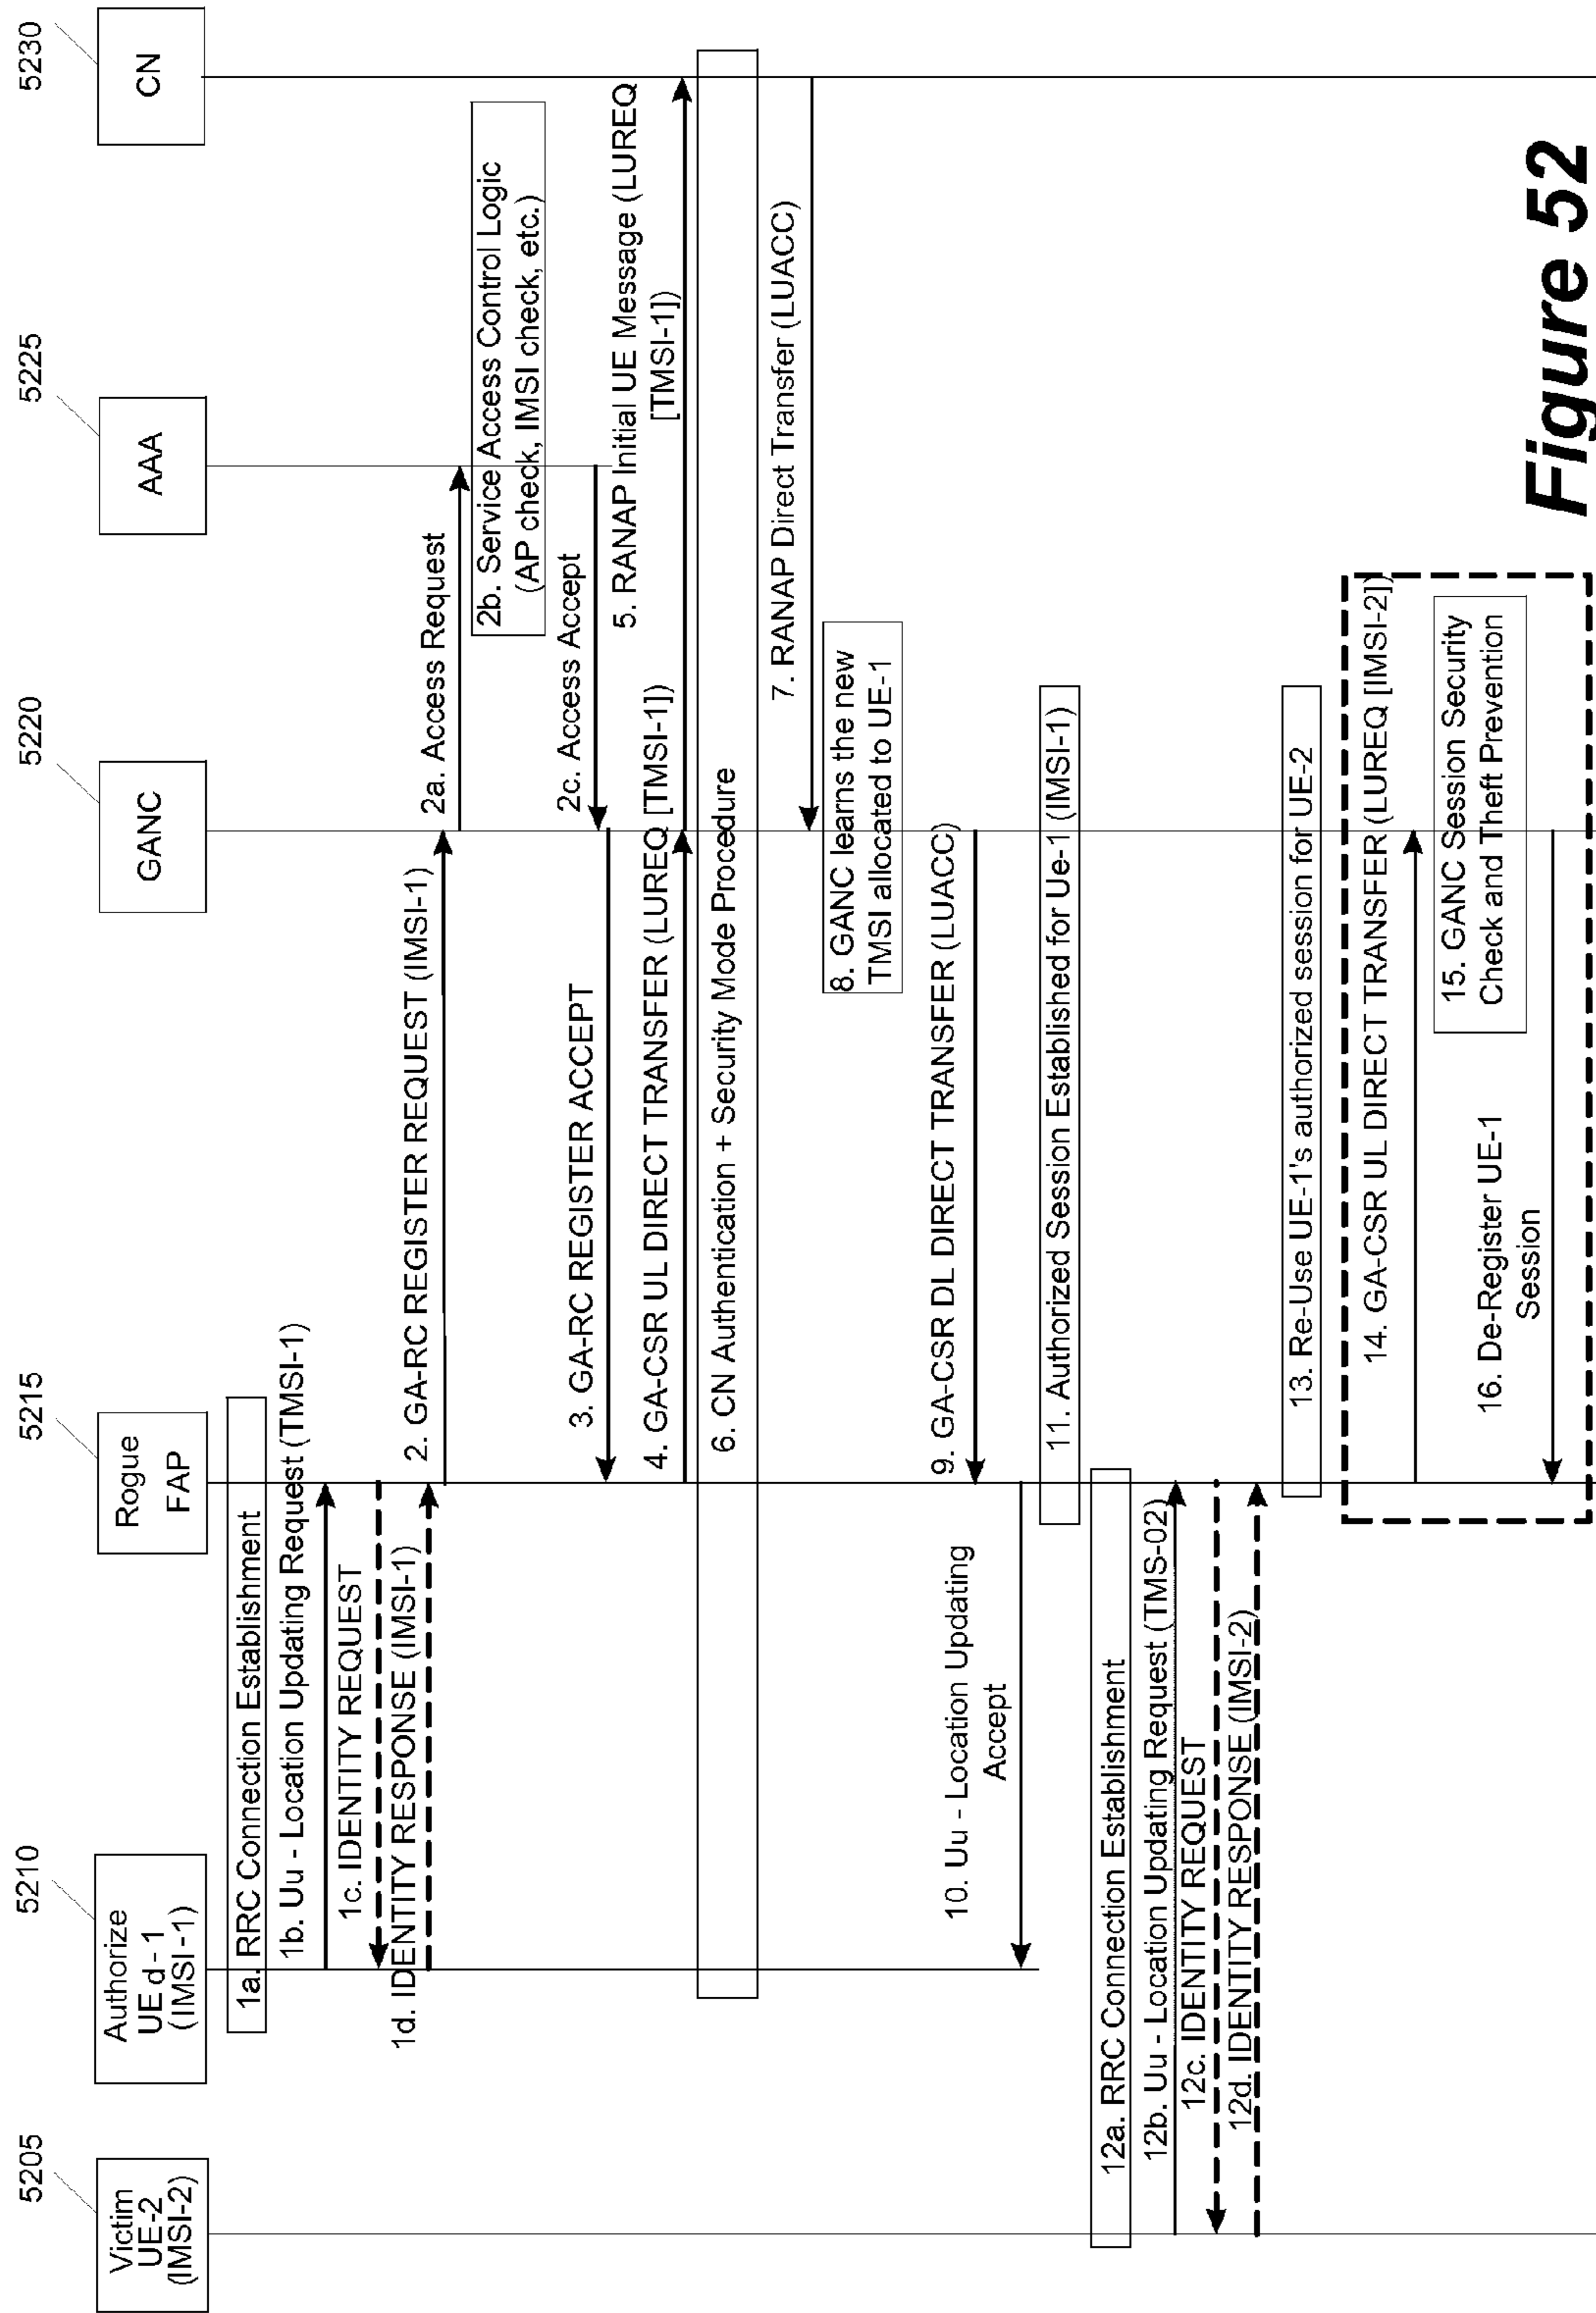 5205
5210
5215
5220
5225
5230
Victim
UE-2
(IMSI-2)
Authorize
UE d - 1
(IMSI-1)
Rogue
FAP
GANC
AAA
CN
1a. RRC Connection Establishment
1b. Uu - Location Updating Request (TMSI-1)
1c. IDENTITY REQUEST
1d. IDENTITY RESPONSE (IMSI-1)
2. GA-RC REGISTER REQUEST (IMSI-1)
2a. Access Request
2b. Service Access Control Logic
(AP check, IMSI check, etc.)
2c. Access Accept
3. GA-RC REGISTER ACCEPT
4. GA-CSR UL DIRECT TRANSFER (LUREQ [TMSI-1])
5. RANAP Initial UE Message (LUREQ
[TMSI-1])
6. CN Authentication + Security Mode Procedure
7. RANAP Direct Transfer (LUACC)
8. GANC learns the new
TMSI allocated to UE-1
9. GA-CSR DL DIRECT TRANSFER (LUACC)
10. Uu - Location Updating
Accept
11. Authorized Session Established for Ue-1 (IMSI-1)
12a. RRC Connection Establishment
12b. Uu - Location Updating Request (TMS-02)
12c. IDENTITY REQUEST
12d. IDENTITY RESPONSE (IMSI-2)
13. Re-Use UE-1's authorized session for UE-2
14. GA-CSR UL DIRECT TRANSFER (LUREQ [IMSI-2])
15. GANC Session Security
Check and Theft Prevention
16. De-Register UE-1
Session
Figure 52